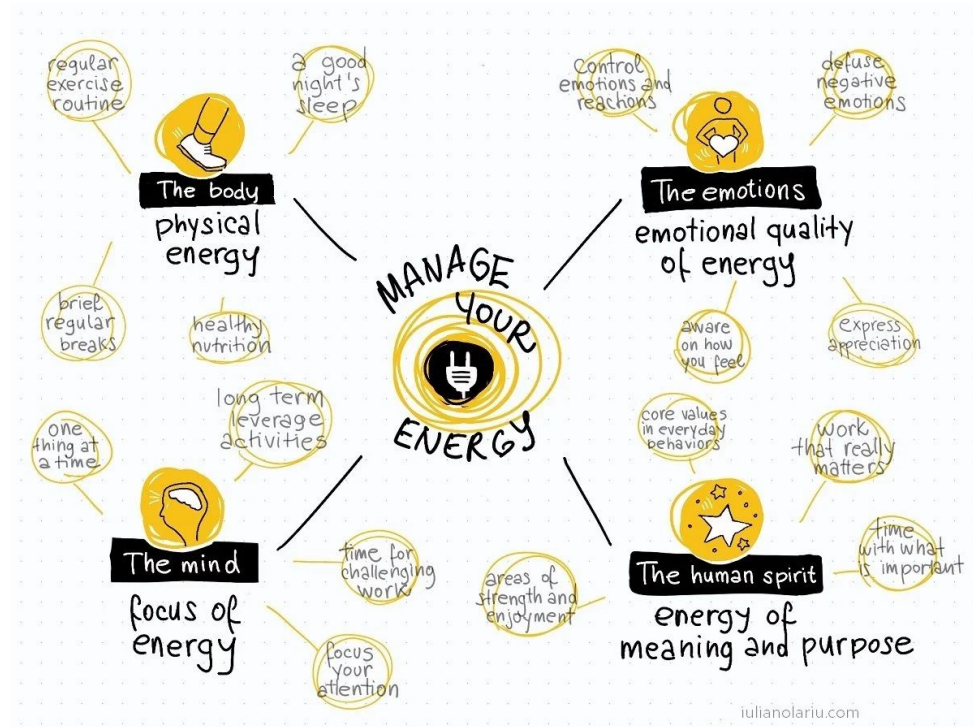 MANAGE
YOUR
ENERGY
regular
exercise
routine
a good
night's
sleep
The body
physical
energy
brief
regular
breaks
healthy
nutrition
control
emotions and
reactions
defuse
negative
emotions
The emotions
emotional quality
of energy
aware
on how
you feel
express
appreciation
one
thing at
a time
long term
leverage
activities
The mind
focus of
energy
time for
challenging
work
focus
your
attention
core values
in everyday
behaviors
work
that really
matters
The human spirit
energy of
meaning and purpose
areas of
strength and
enjoyment
time
with what
is important
iulianolariu.com